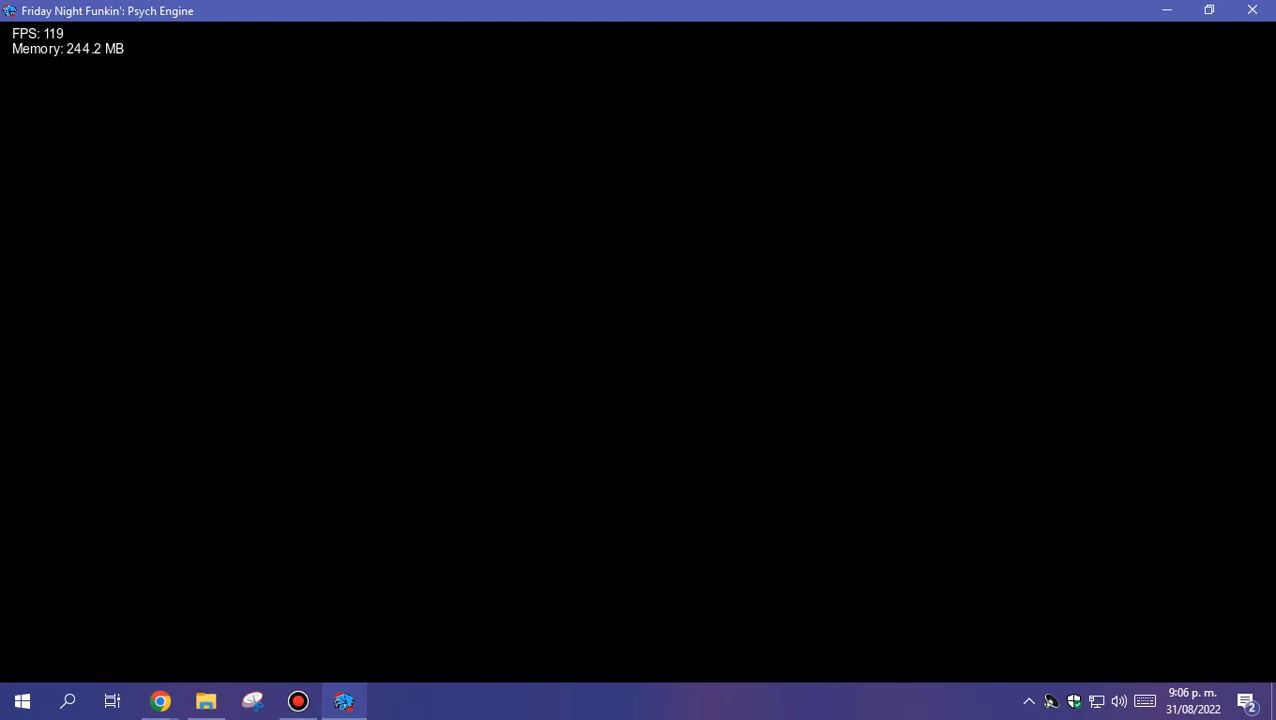 Friday Night Funkin': Psych Engine
FPS: 119
Memory: 244.2 MB
9:06 p. m.
31/08/2022
2